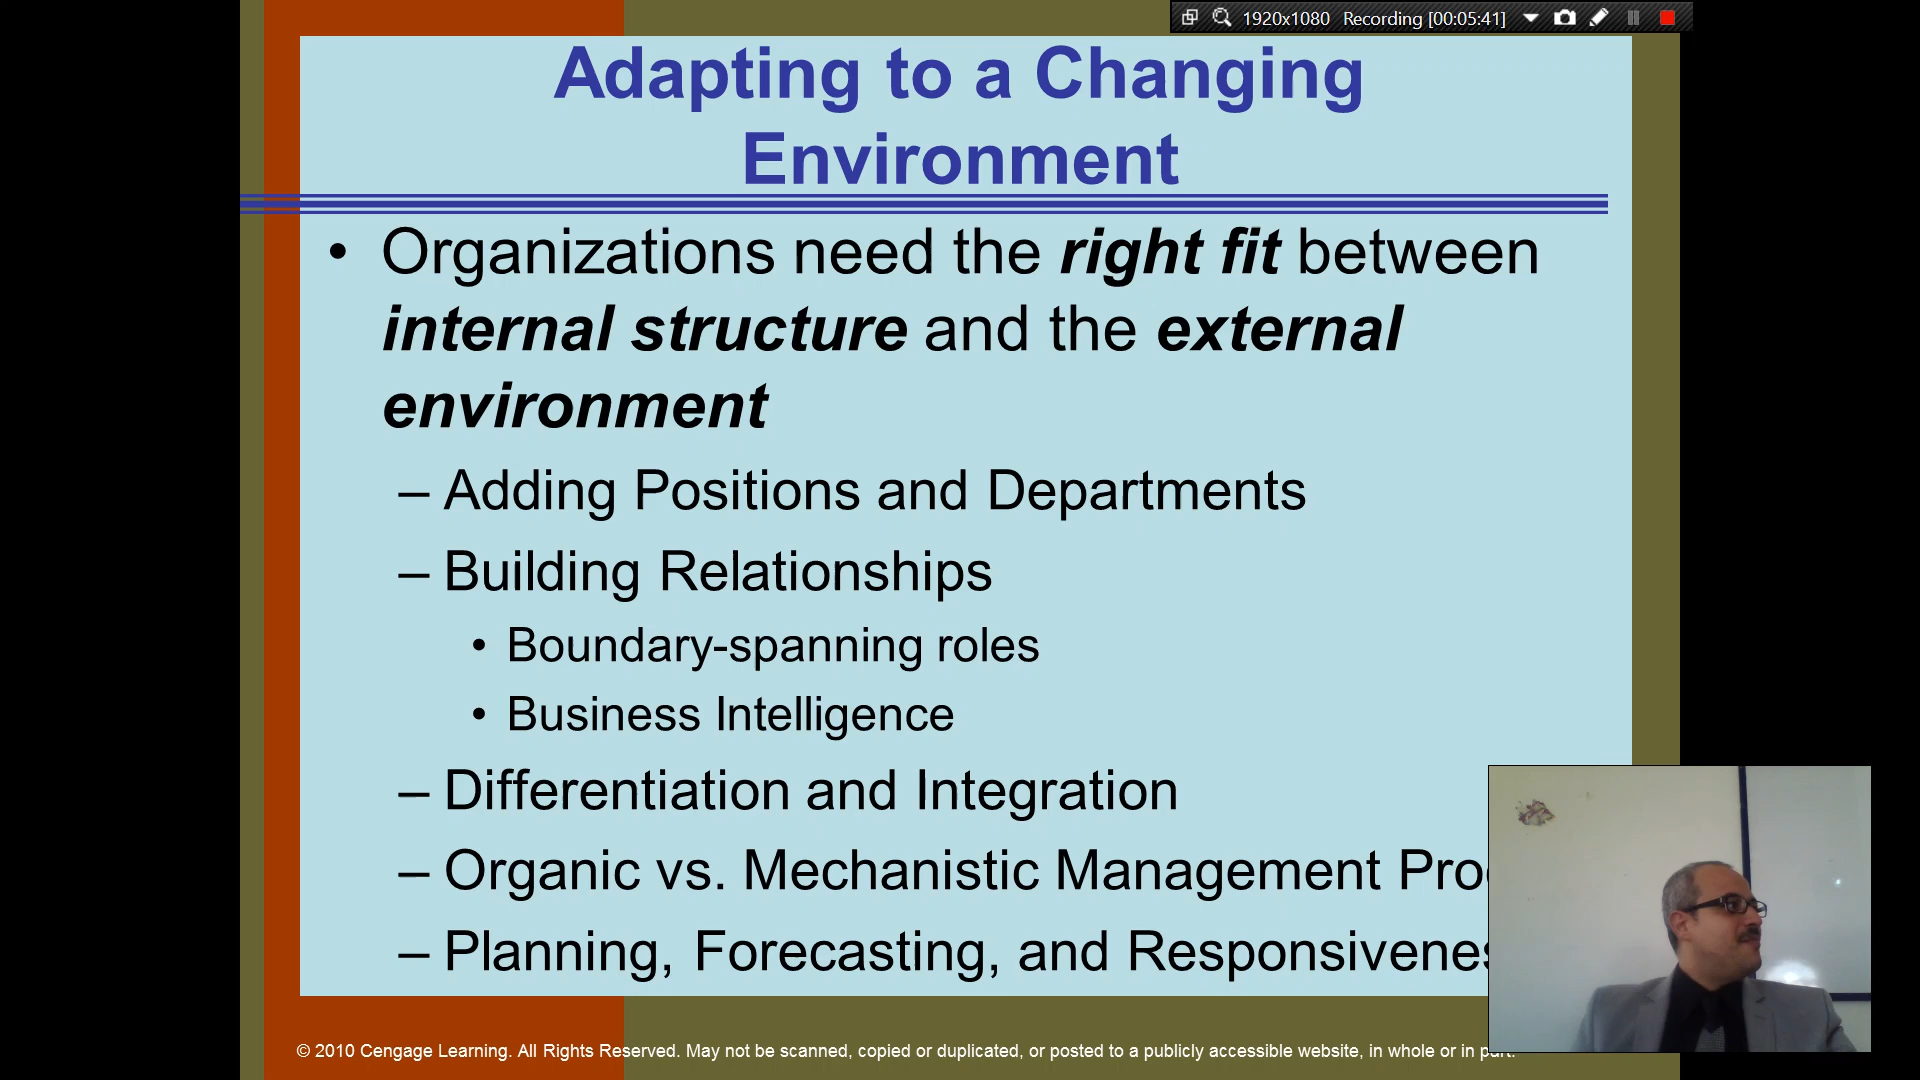 1920x1080 Recording [00:05:41]
Adapting to a Changing
Environment
• Organizations need the right fit between
internal structure and the external
environment
– Adding Positions and Departments
– Building Relationships
• Boundary-spanning roles
• Business Intelligence
– Differentiation and Integration
– Organic vs. Mechanistic Management
– Planning, Forecasting, and
© 2010 Cengage Learning. All Rights Reserved. May not be scanned, copied or duplicated, or posted to a publicly accessible website, in whole or in part.